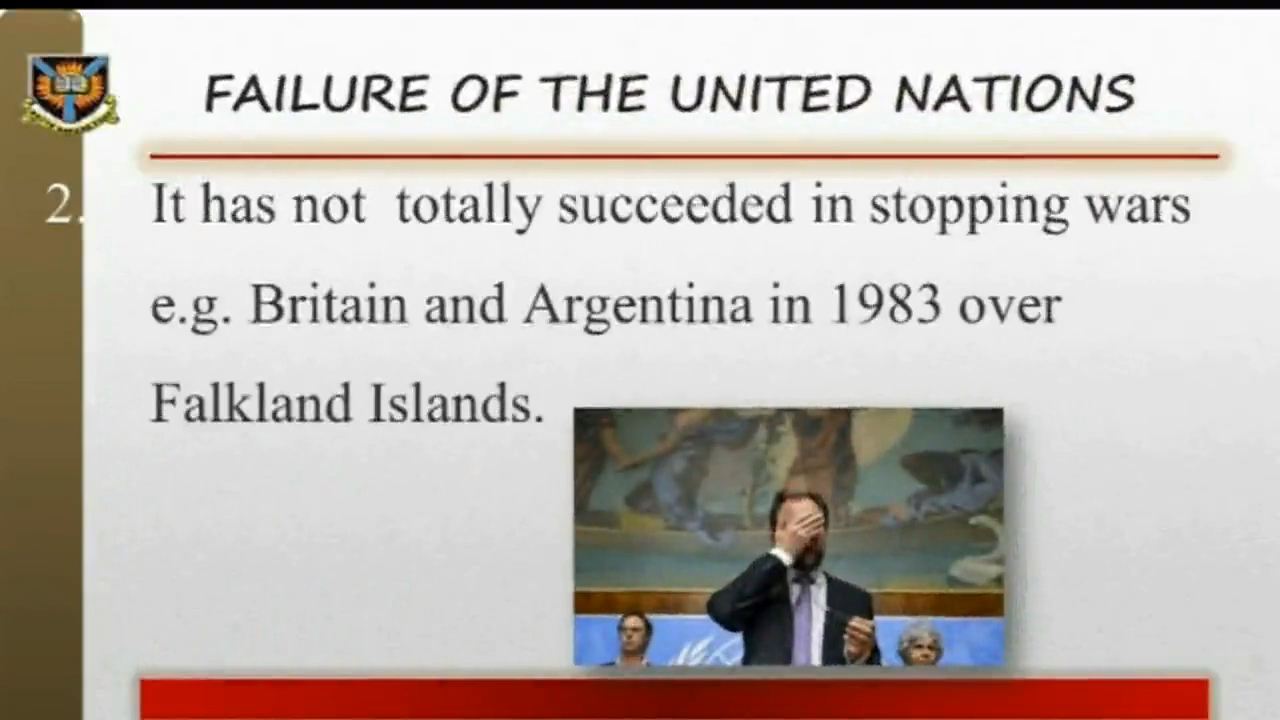 FAILURE OF THE UNITED NATIONS
2. It has not totally succeeded in stopping wars
e.g. Britain and Argentina in 1983 over
Falkland Islands.